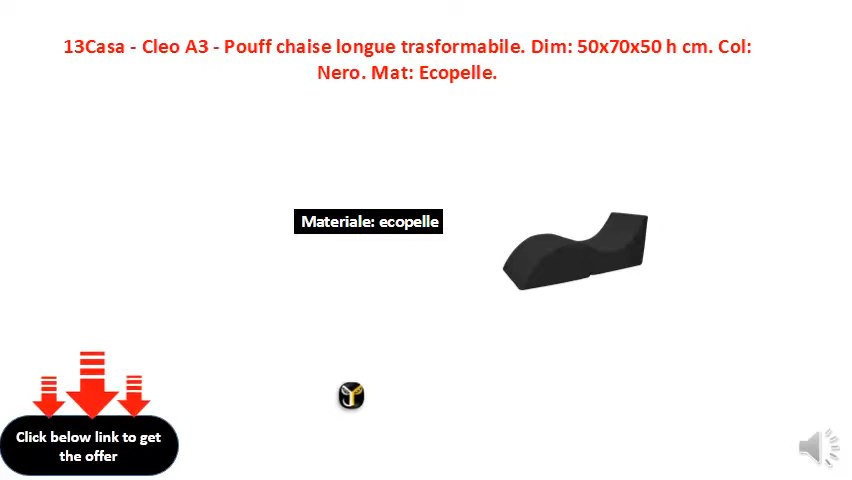 13Casa - Cleo A3 - Pouff chaise longue trasformabile. Dim: 50x70x50 h cm. Col:
Nero. Mat: Ecopelle.
Materiale: ecopelle
Click below link to get
the offer